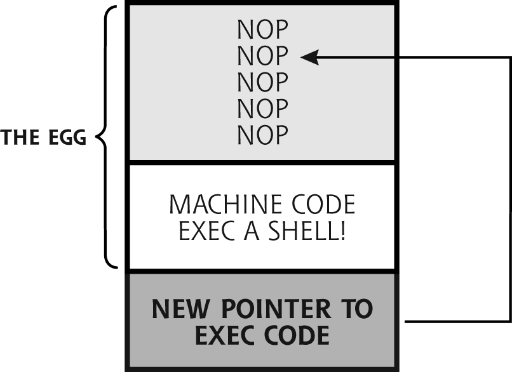 NOP
NOP
NOP
NOP
NOP
THE EGG
MACHINE CODE
EXEC A SHELL!
NEW POINTER TO
EXEC CODE